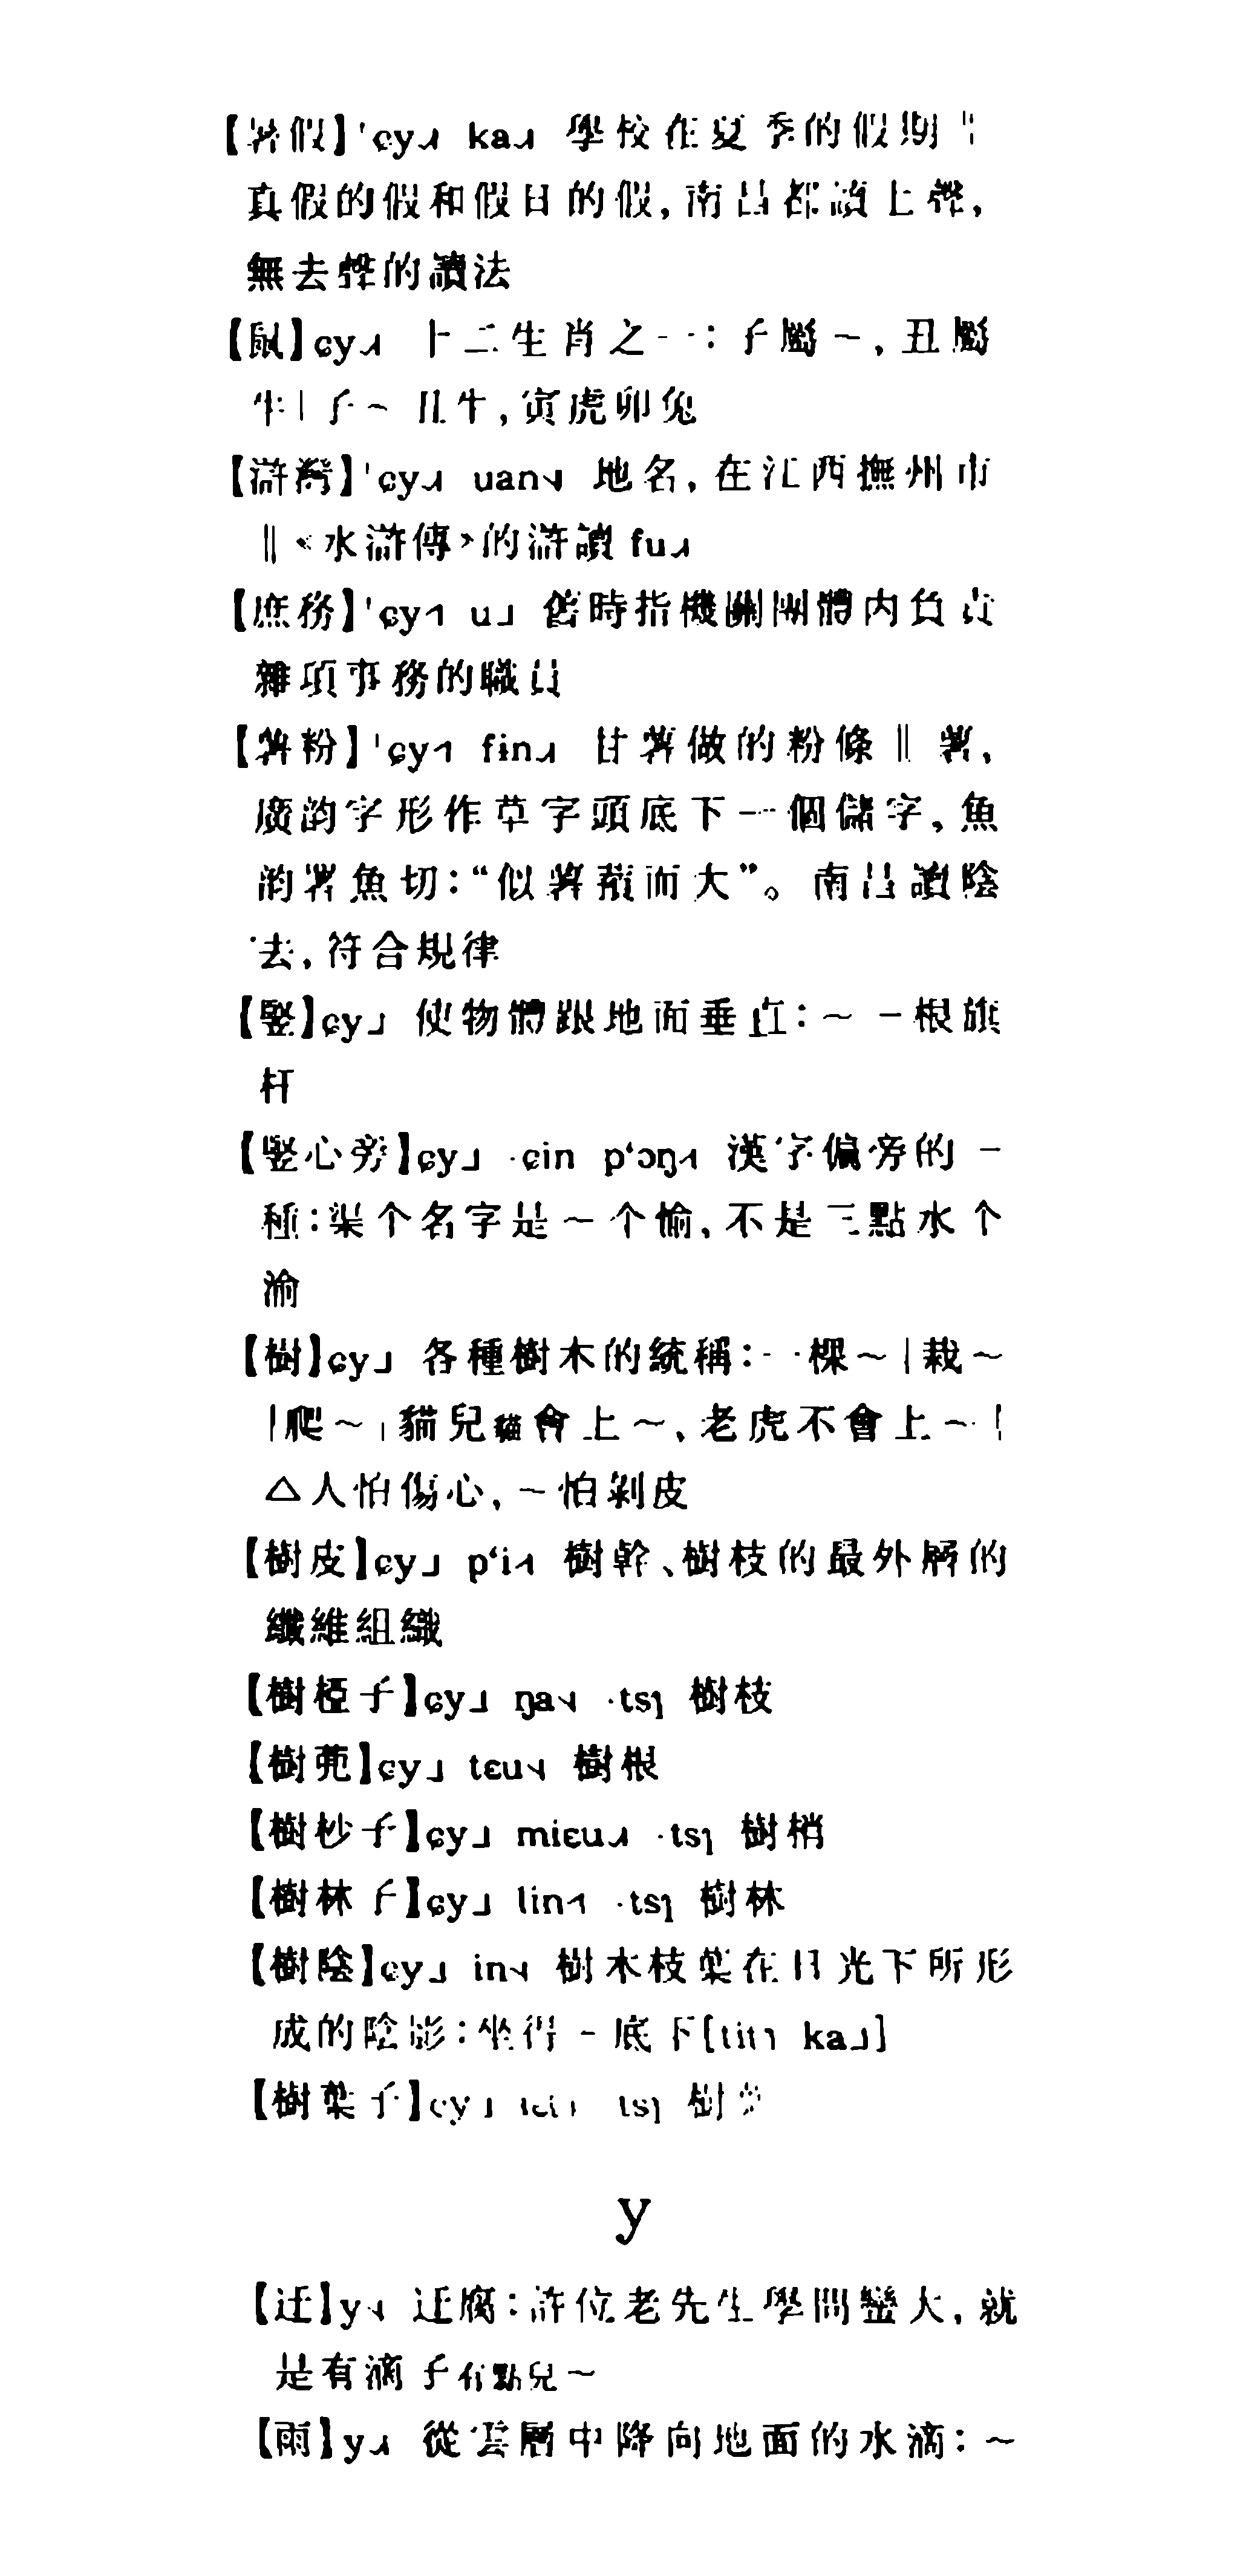 【暑假】'ɕy˩˧ ka˩˧ 學校在夏季的假期‖
真假的假和假日的假，南昌都讀上聲，
無去聲的讀法
【鼠】ɕy˩˧ 十二生肖之一：子屬～，丑屬
牛|子～丑牛，寅虎卯兔
【滸灣】'ɕy˩˧ uan˦˨ 地名，在江西撫州市
‖《水滸傳》的滸讀 fu˩˧
【庶務】'ɕy˧˥ u˩ 舊時指機關團體内負責
雜項事務的職員
【薯粉】'ɕy˧˥ fɨn˩˧ 甘薯做的粉條‖薯，
廣韵字形作草字頭底下一個儲字，魚
韵署魚切：“似薯蕷而大”。南昌讀陰
去，符合規律
【竪】ɕy˩ 使物體跟地面垂直：～一根旗
杆
【竪心旁】ɕy˩ ·ɕin p‘ɔŋ˨˦ 漢字偏旁的一
種：渠个名字是～个愉，不是三點水个
渝
【樹】ɕy˩ 各種樹木的統稱：一棵～|栽～
|爬～|貓兒貓會上～，老虎不會上～|
△人怕傷心，～怕剝皮
【樹皮】ɕy˩ p‘i˨˦ 樹幹、樹枝的最外層的
纖維組織
【樹椏子】ɕy˩ ŋa˦˨ ·tsɿ 樹枝
【樹蔸】ɕy˩ tɛu˦˨ 樹根
【樹杪子】ɕy˩ miɛu˩˧ ·tsɿ 樹梢
【樹林子】ɕy˩ lin˧˥ ·tsɿ 樹林
【樹陰】ɕy˩ in˦˨ 樹木枝葉在日光下所形
成的陰影：坐得～底下[tit˥ ka˩]
【樹葉子】ɕy˩ tsɿ 樹
y
【迂】y˦˨ 迂腐：許位老先生學問蠻大，就
是有滴子有點兒～
【雨】y˩˧ 從雲層中降向地面的水滴：～